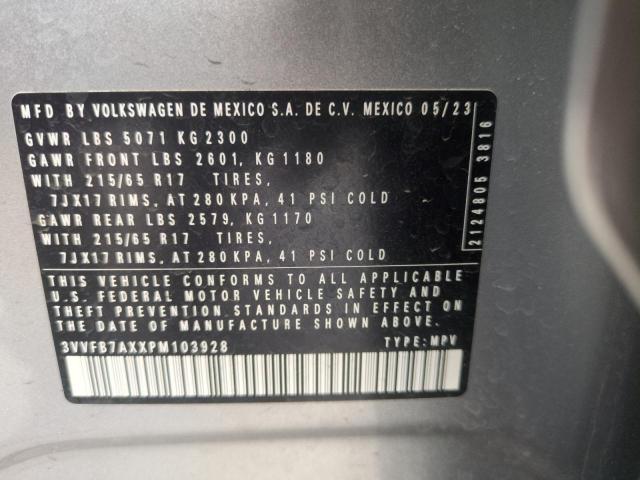 MFD BY VOLKSWAGEN DE MEXICO S.A. DE C.V. MEXICO 05/23
GVWR LBS 5071 KG 2300
GAWR FRONT LBS 2601, KG 1180
WITH 215/65 R17 TIRES,
7JX17 RIMS, AT 280 KPA, 41 PSI COLD
GAWR REAR LBS 2579, KG 1170
WITH 215/65 R17 TIRES,
7JX17 RIMS, AT 280 KPA, 41 PSI COLD
2124805 3816
THIS VEHICLE CONFORMS TO ALL APPLICABLE
U.S. FEDERAL MOTOR VEHICLE SAFETY AND
THEFT PREVENTION STANDARDS IN EFFECT ON
THE DATE OF MANUFACTURE SHOWN ABOVE
3VVFB7AXXPM103928 TYPE: MPV